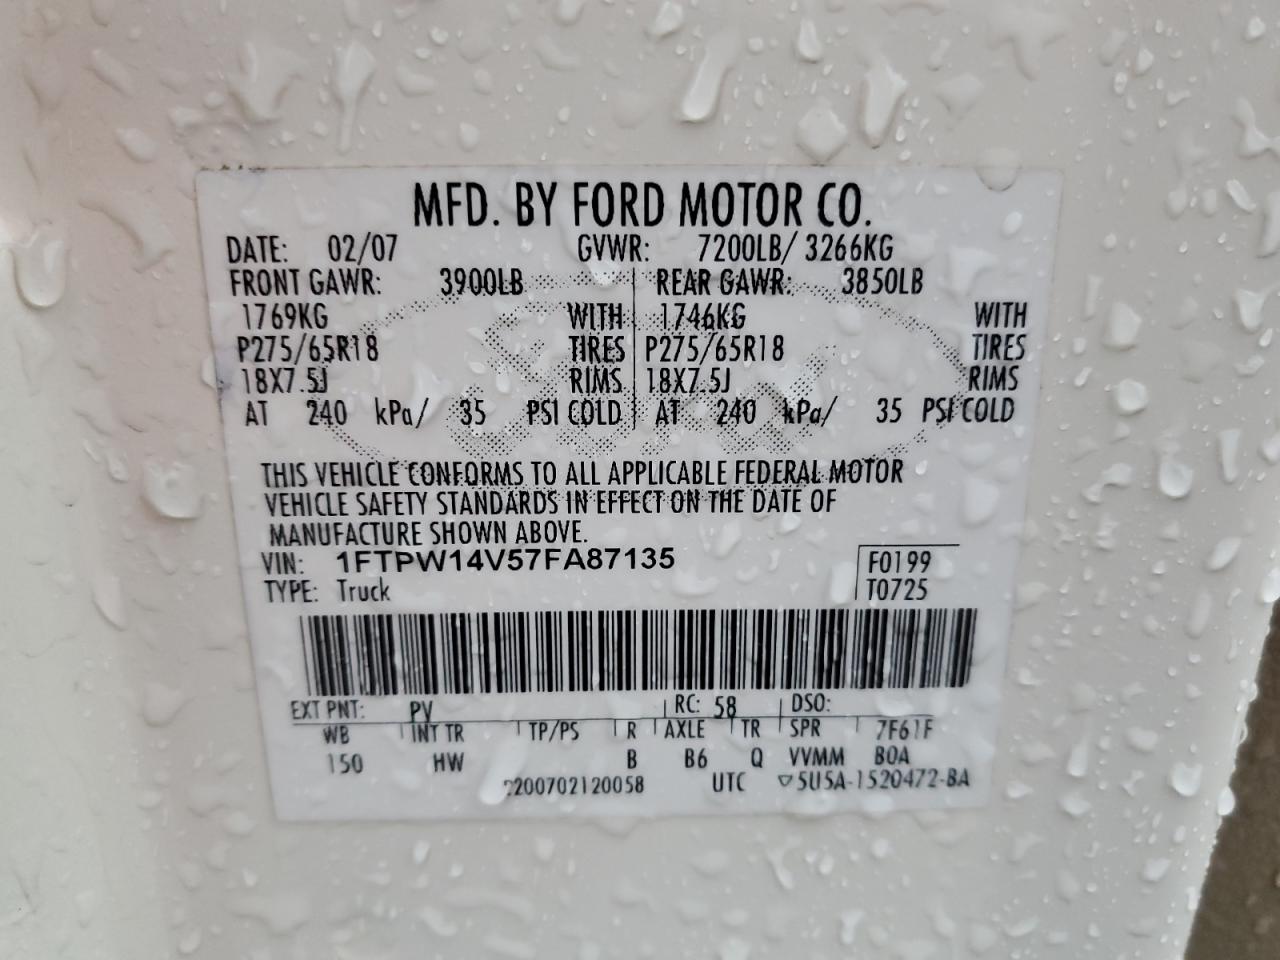 MFD. BY FORD MOTOR CO.
DATE: 02/07 GVWR: 7200LB/ 3266KG
FRONT GAWR: 3900LB REAR GAWR: 3850LB
1769KG WITH 1746KG WITH
P275/65R18 TIRES P275/65R18 TIRES
18X7.5J RIMS 18X7.5J RIMS
AT 240 kPa/ 35 PSI COLD AT 240 kPa/ 35 PSI COLD
THIS VEHICLE CONFORMS TO ALL APPLICABLE FEDERAL MOTOR
VEHICLE SAFETY STANDARDS IN EFFECT ON THE DATE OF
MANUFACTURE SHOWN ABOVE.
VIN: 1FTPW14V57FA87135 F0199
TYPE: Truck T0725
EXT PNT: PV RC: 58 DSO:
WB INT TR TP/PS R AXLE TR SPR 7F61F
150 HW B B6 Q VVMM BOA
200702120058 UTC ▽5U5A-1520472-BA